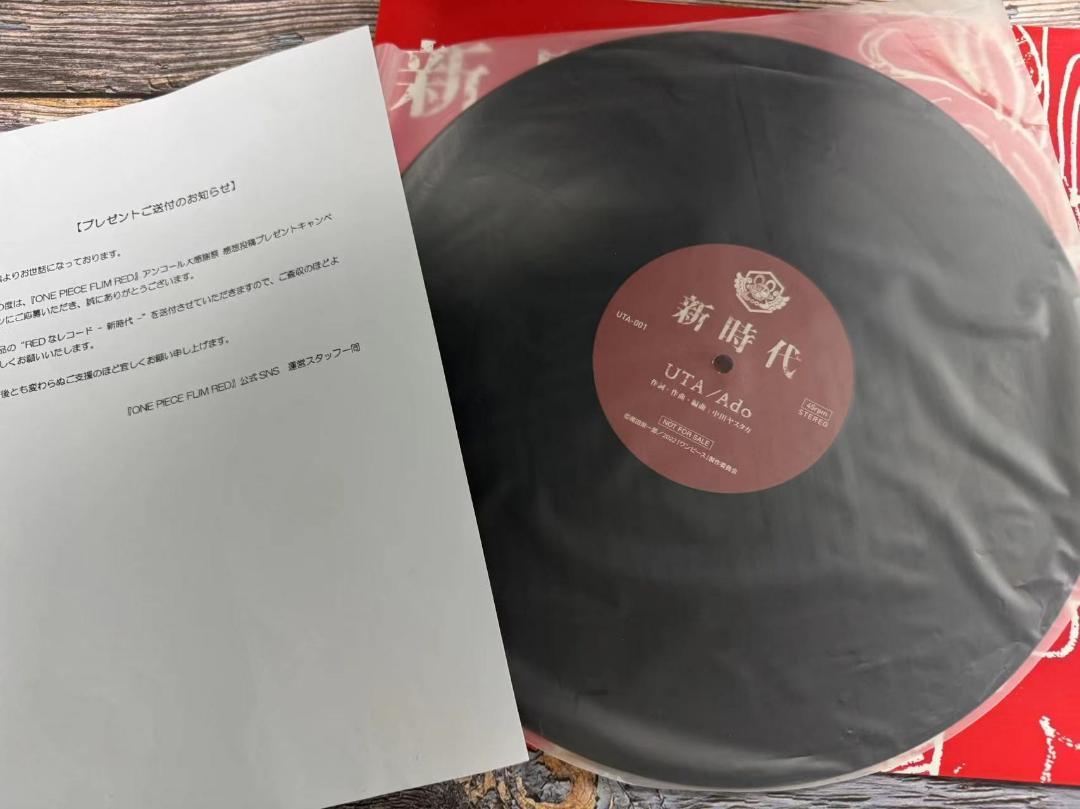 【プレゼントご送付のお知らせ】
よりお世話になっております。
の度は、『ONE PIECE FLIM RED』アンコール大感謝祭 感想投稿プレゼントキャンペ
ンにご応募いただき、誠にありがとうございます。
品の“REDなレコード - 新時代 -”を送付させていただきますので、ご査収のほどよ
しくお願いいたします。
後とも変わらぬご支援のほど宜しくお願い申し上げます。
『ONE PIECE FLIM RED』公式SNS 運営スタッフ一同
新
新時代
UTA-001
UTA/Ado
作詞・作曲・編曲：中田ヤスタカ
45rpm
STEREO
NOT FOR SALE
©尾田栄一郎／2022「ワンピース」製作委員会